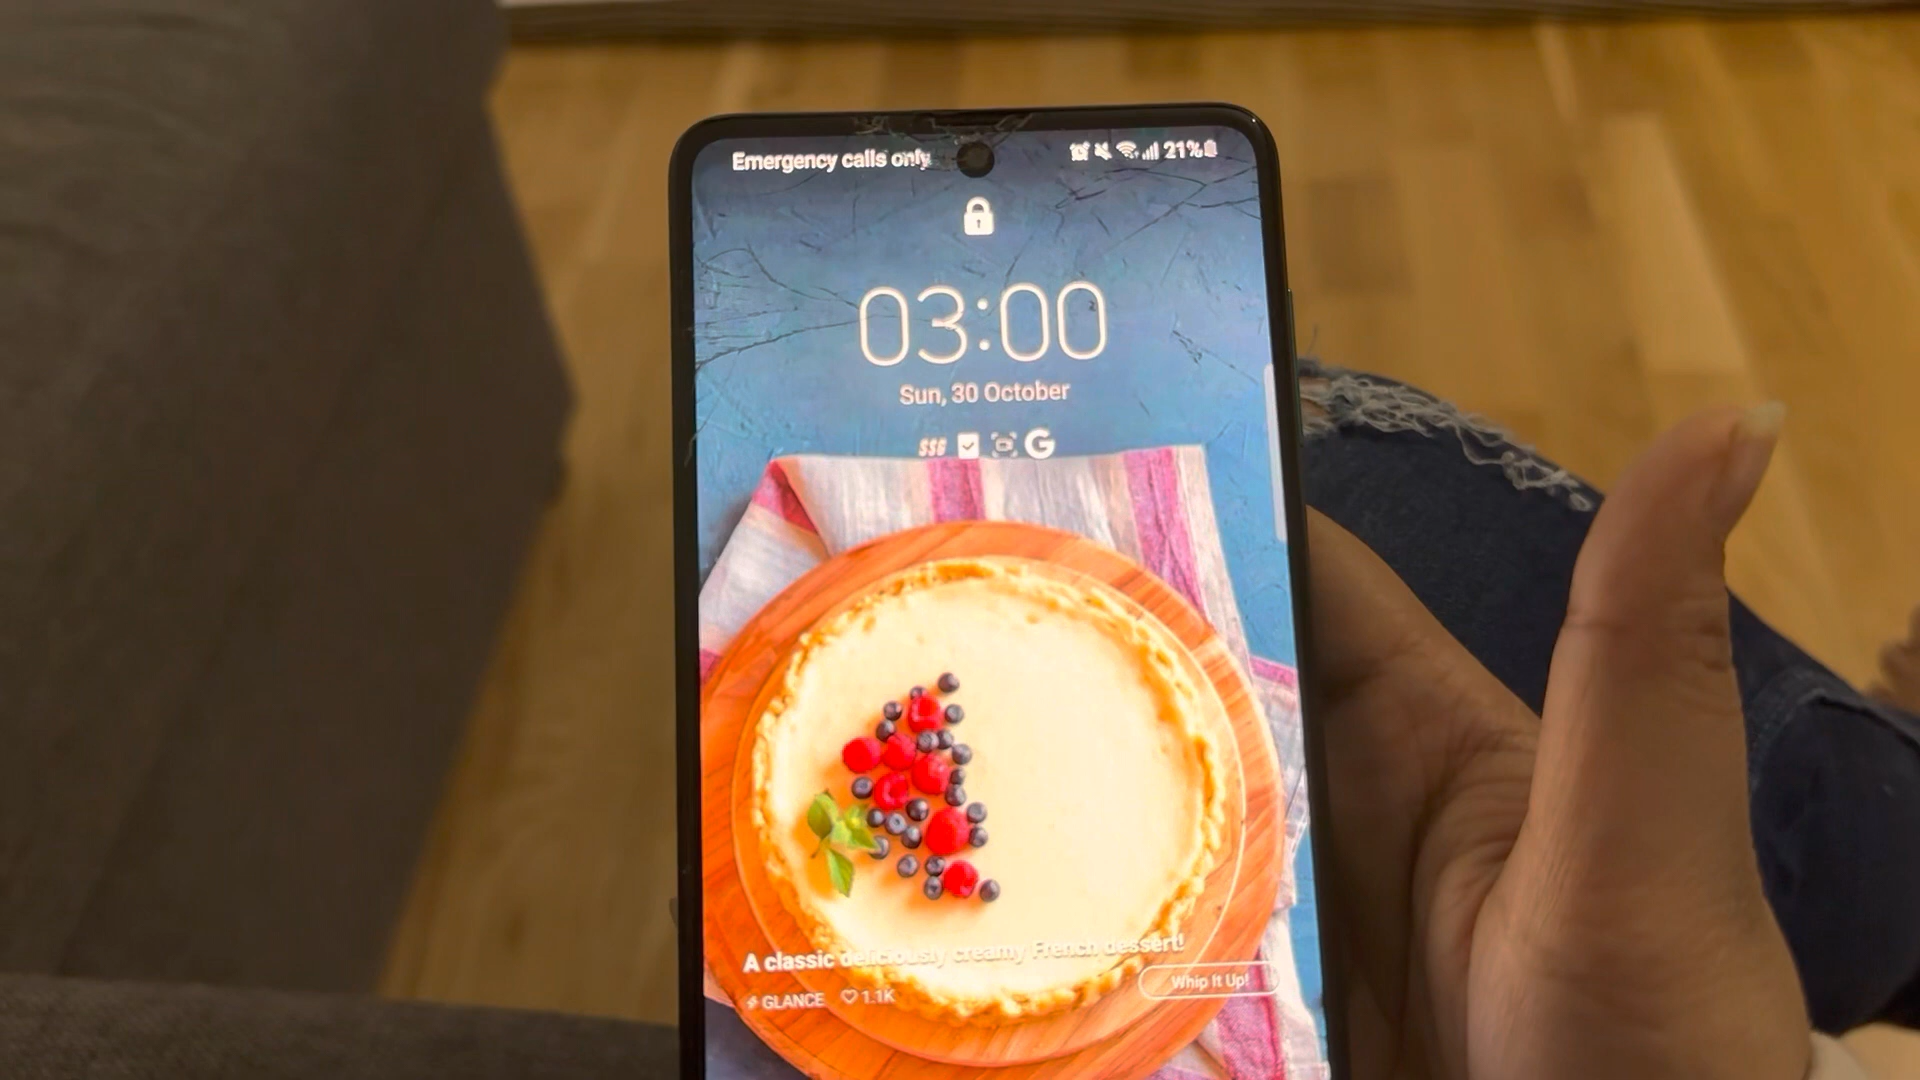 Emergency calls only
21%
03:00
Sun, 30 October
SSG
G
A classic deliciously creamy French dessert!
Whip It Up!
GLANCE 1.1K